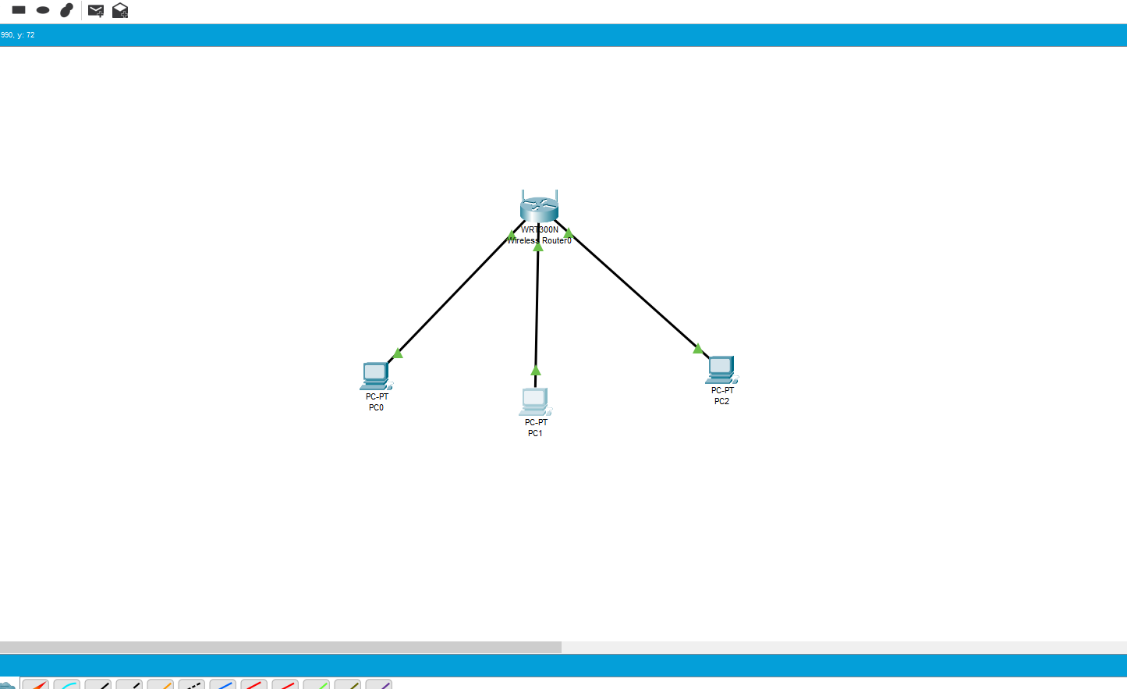 990, y: 72
WRT300N
Wireless Router0
PC-PT
PC0
PC-PT
PC1
PC-PT
PC2